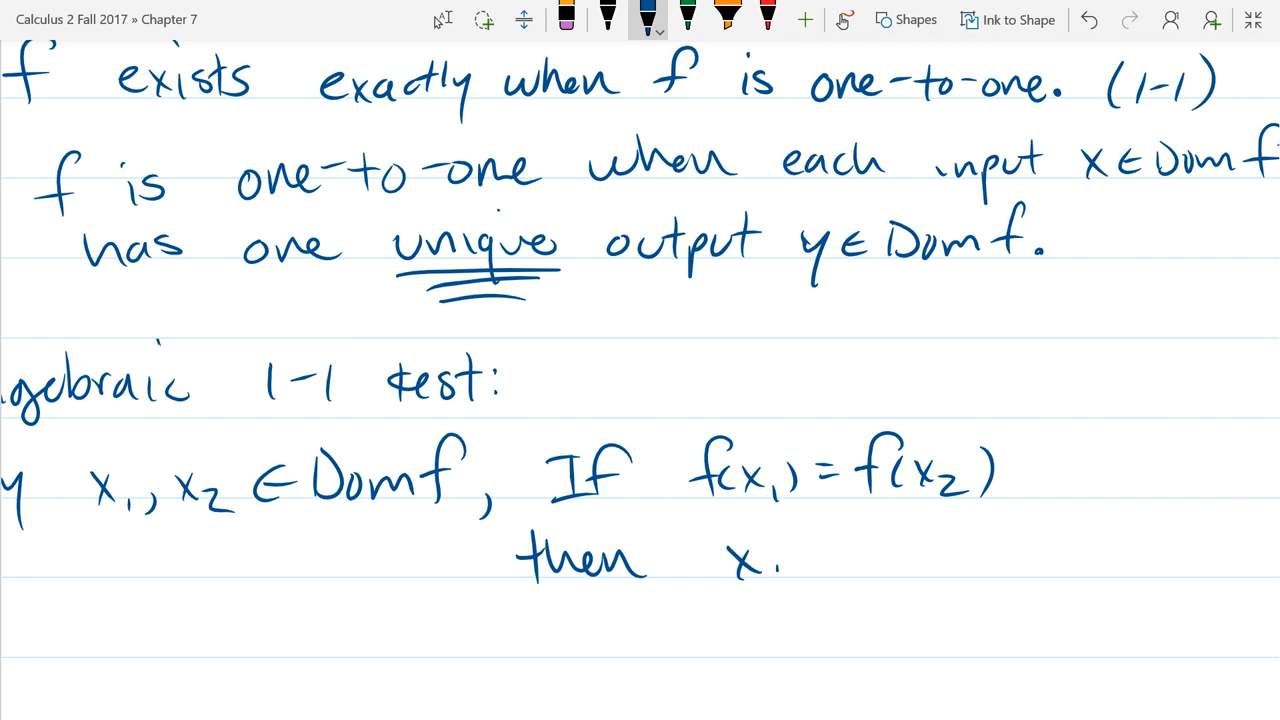 Calculus 2 Fall 2017 » Chapter 7
Shapes
Ink to Shape
f exists exactly when f is one-to-one. (1-1)
f is one-to-one when each input x ∈ Dom f
has one unique output y ∈ Dom f.
gebraic 1-1 test:
y x₁, x₂ ∈ Dom f, If f(x₁) = f(x₂)
then x.